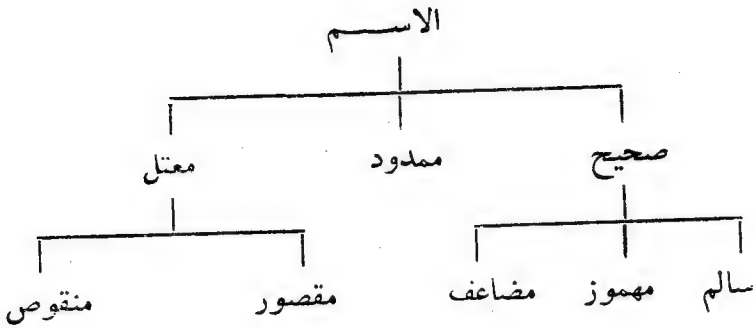 الاسم
صحيح ممدود معتل
سالم مهموز مضاعف مقصور منقوص